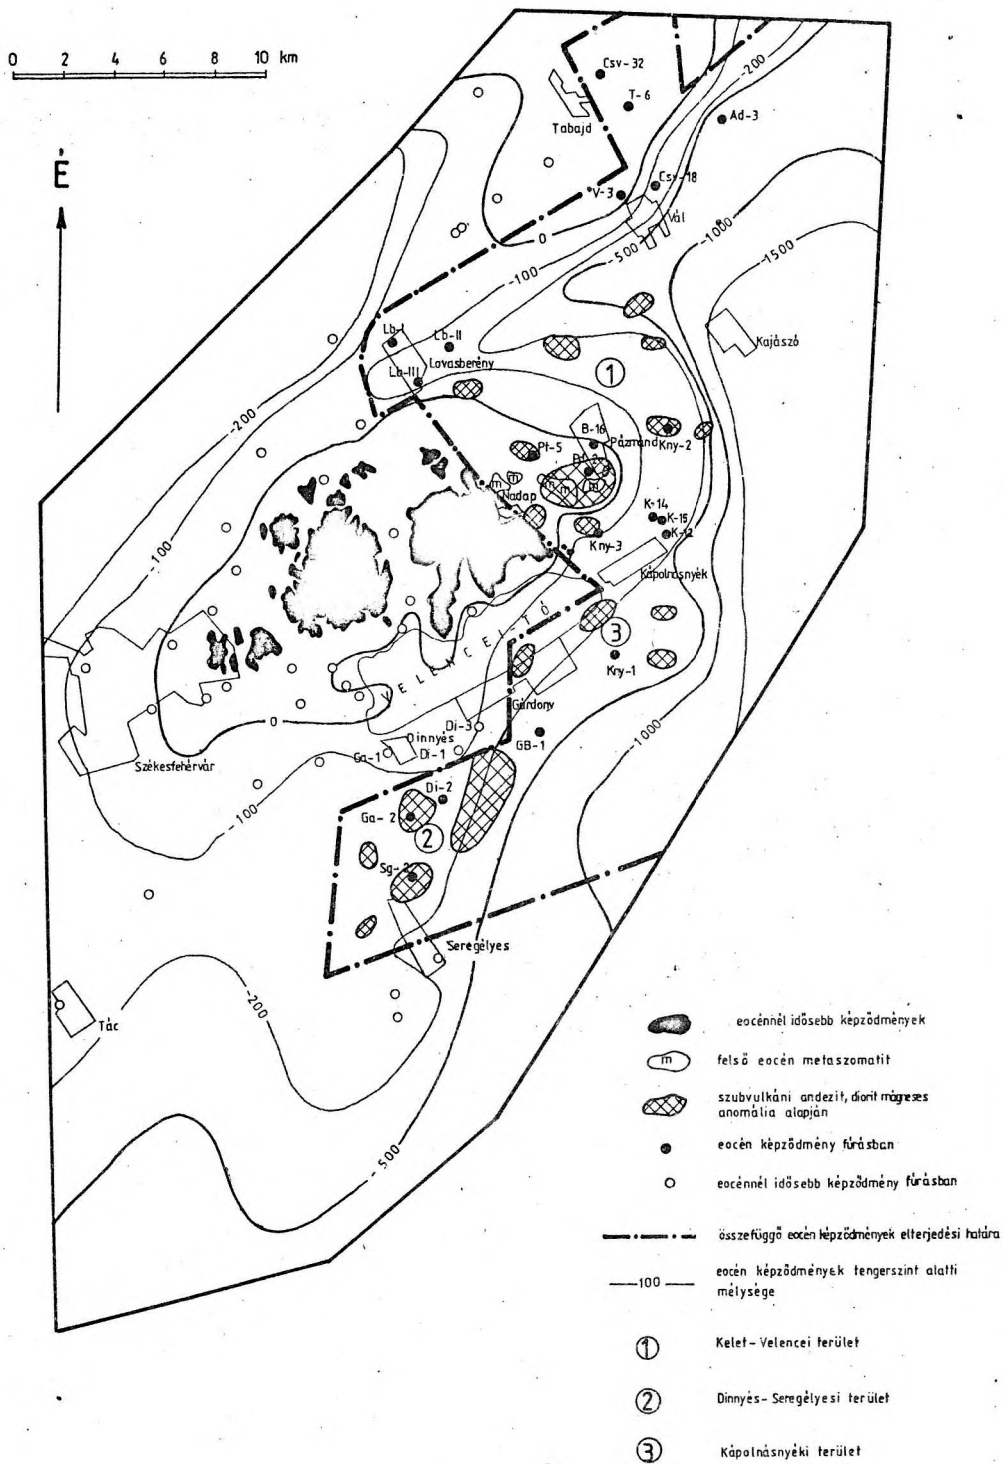 0 2 4 6 8 10 km
É
Csv-32
T-6
Tabajd
Ad-3
-200
Csv-18
V-3
Vál
0
-100
-500
-1000
-1500
Lb-I
Lb-II
Lovasberény
Lb-III
Kajászó
1
-200
B-16
Pázmánd
Kny-2
Pt-5
m m
m m m
Nadap
K-14
K-15
K-12
Kny-3
-100
Kápolnásnyék
VELENCEI TÓ
3
Kny-1
Gárdony
0
Di-3
Dinnyés
GB-1
Ga-1
Di-1
-1000
Székesfehérvár
-100
Di-2
Ga-2
2
Sg-2
Seregélyes
-200
Tác
-500
eocénnél idősebb képződmények
m felső eocén metaszomatit
szubvulkáni andezit, diorit mágneses
anomália alapján
eocén képződmény fúrásban
eocénnél idősebb képződmény fúrásban
összefüggő eocén képződmények elterjedési határa
-100 eocén képződmények tengerszint alatti
mélysége
1 Kelet-Velencei terület
2 Dinnyés-Seregélyesi terület
3 Kápolnásnyéki terület